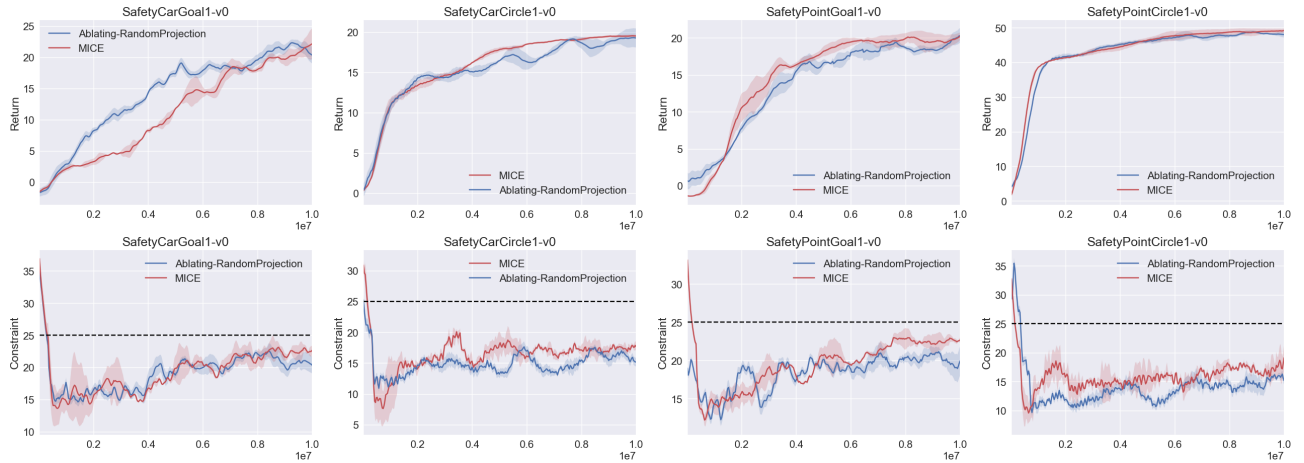 SafetyCarGoal1-v0
25
20
15
10
5
0
Return
Ablating-RandomProjection
MICE
0.2
0.4
0.6
0.8
1.0
1e7
SafetyCarCircle1-v0
20
15
10
5
0
Return
MICE
Ablating-RandomProjection
0.2
0.4
0.6
0.8
1.0
1e7
SafetyPointGoal1-v0
20
15
10
5
0
Return
Ablating-RandomProjection
MICE
0.2
0.4
0.6
0.8
1.0
1e7
SafetyPointCircle1-v0
50
40
30
20
10
0
Return
Ablating-RandomProjection
MICE
0.2
0.4
0.6
0.8
1.0
1e7
SafetyCarGoal1-v0
35
30
25
20
15
10
Constraint
Ablating-RandomProjection
MICE
0.2
0.4
0.6
0.8
1.0
1e7
SafetyCarCircle1-v0
30
25
20
15
10
5
Constraint
MICE
Ablating-RandomProjection
0.2
0.4
0.6
0.8
1.0
1e7
SafetyPointGoal1-v0
30
25
20
15
Constraint
Ablating-RandomProjection
MICE
0.2
0.4
0.6
0.8
1.0
1e7
SafetyPointCircle1-v0
35
30
25
20
15
10
Constraint
Ablating-RandomProjection
MICE
0.2
0.4
0.6
0.8
1.0
1e7